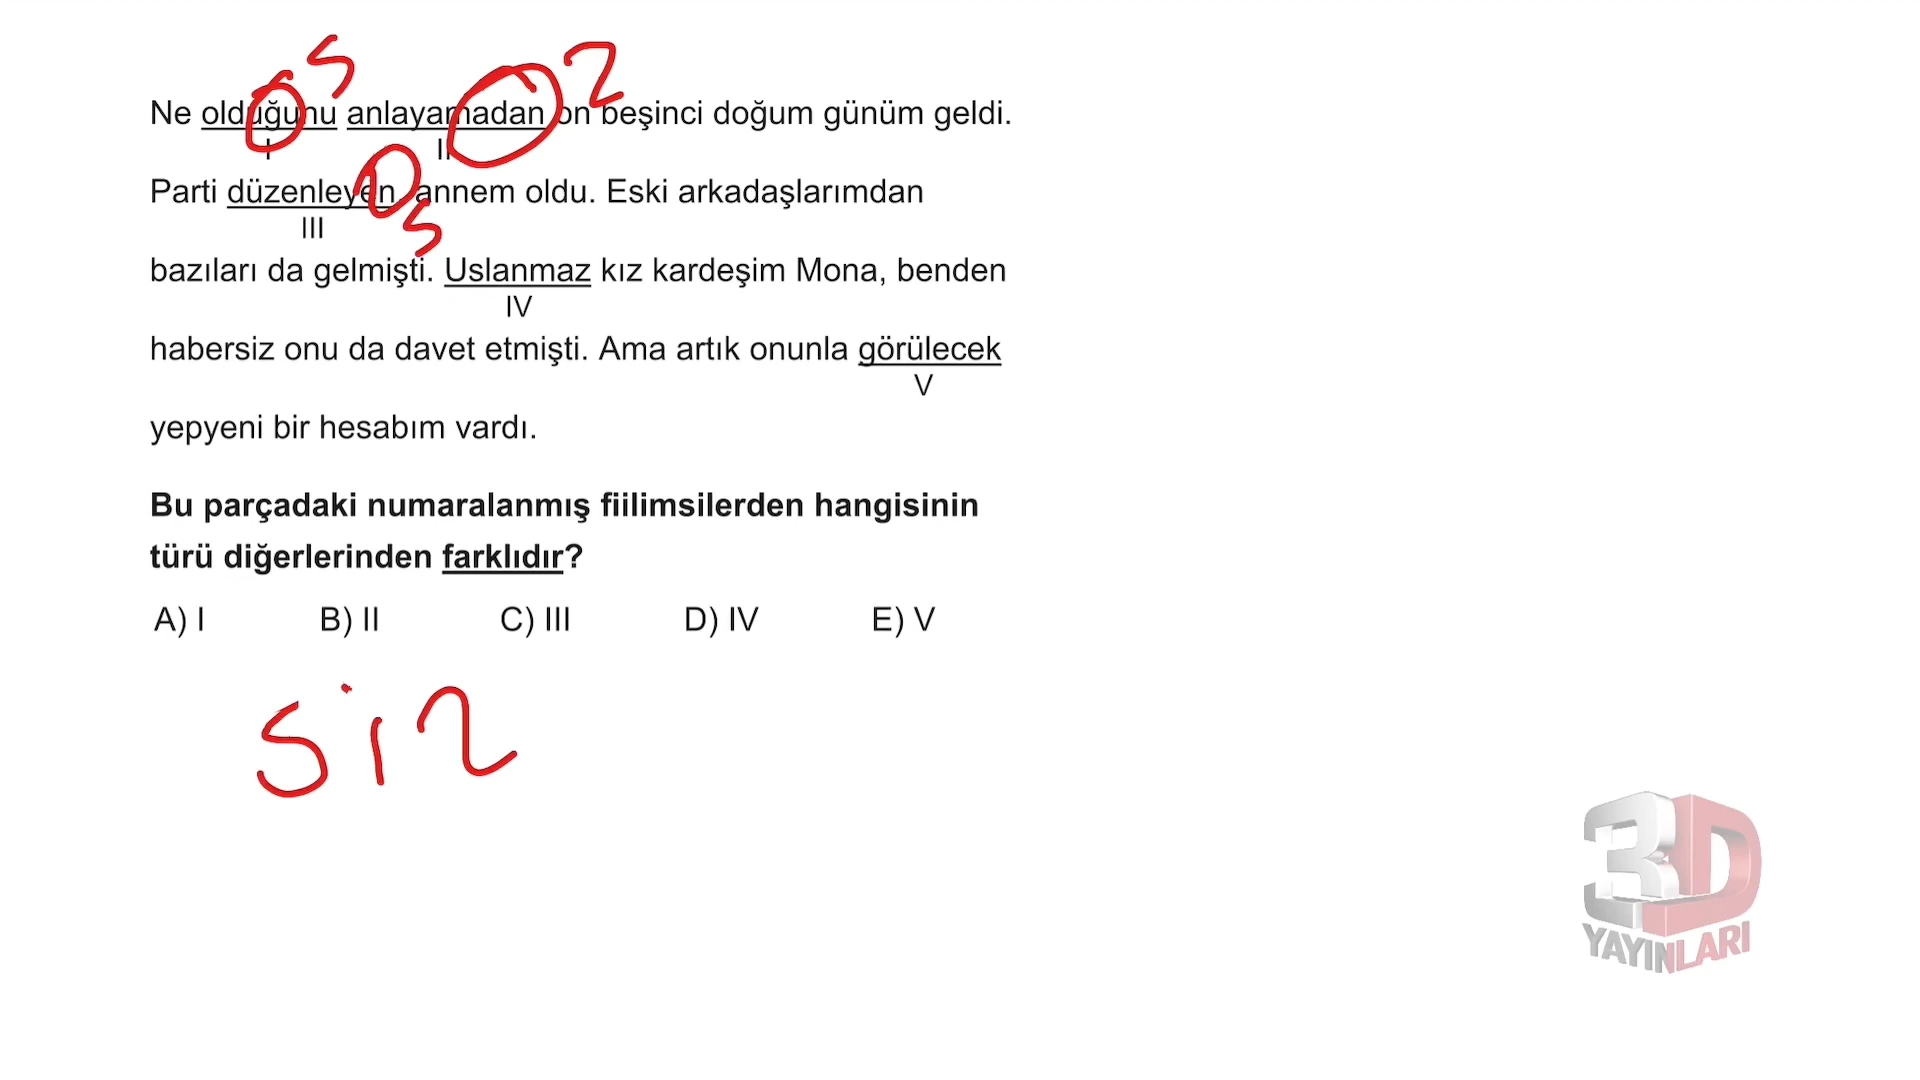 S
Z
Ne olduğunu anlayamadan on beşinci doğum günüm geldi.
I
II
Parti düzenleyen annem oldu. Eski arkadaşlarımdan
III
S
bazıları da gelmişti. Uslanmaz kız kardeşim Mona, benden
IV
habersiz onu da davet etmişti. Ama artık onunla görülecek
V
yepyeni bir hesabım vardı.
Bu parçadaki numaralanmış fiilimsilerden hangisinin
türü diğerlerinden farklıdır?
A) I B) II C) III D) IV E) V
SiZ
3D
YAYINLARI